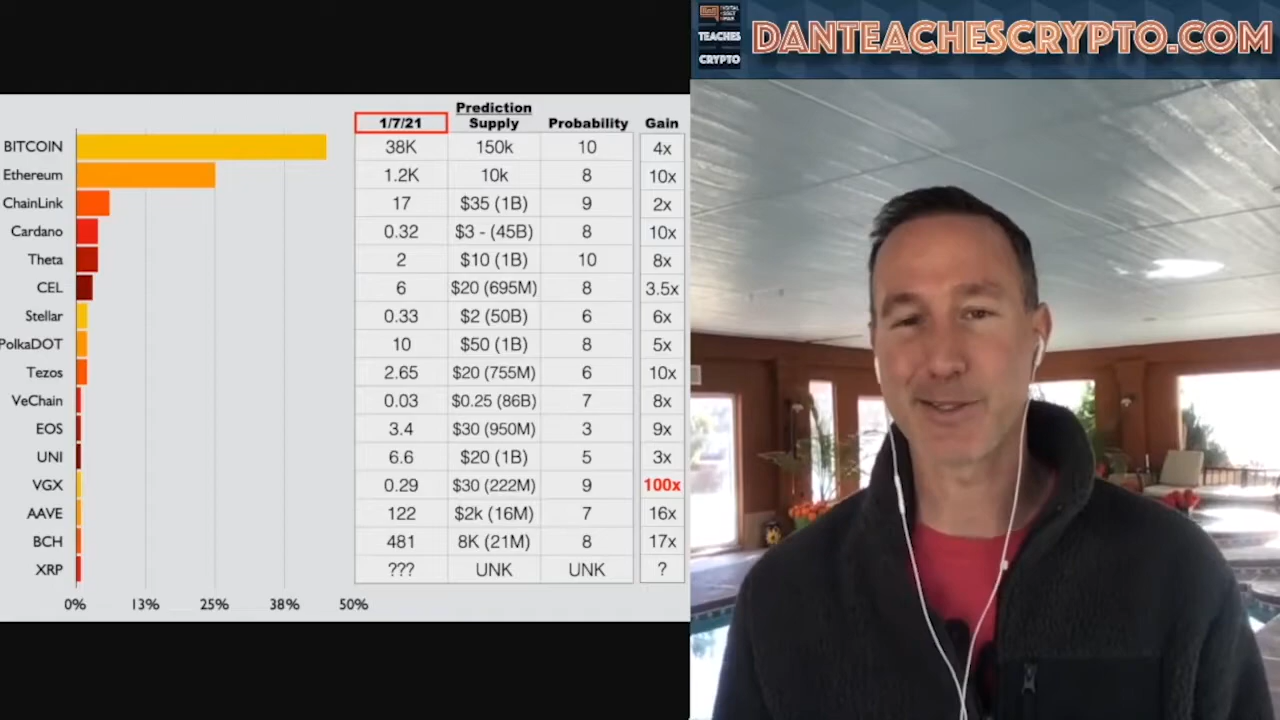 DIGITAL ASSET
TEACHES
CRYPTO
DANTEACHESCRYPTO.COM
Prediction
1/7/21 Supply Probability Gain
BITCOIN 38K 150k 10 4x
Ethereum 1.2K 10k 8 10x
ChainLink 17 $35 (1B) 9 2x
Cardano 0.32 $3 - (45B) 8 10x
Theta 2 $10 (1B) 10 8x
CEL 6 $20 (695M) 8 3.5x
Stellar 0.33 $2 (50B) 6 6x
PolkaDOT 10 $50 (1B) 8 5x
Tezos 2.65 $20 (755M) 6 10x
VeChain 0.03 $0.25 (86B) 7 8x
EOS 3.4 $30 (950M) 3 9x
UNI 6.6 $20 (1B) 5 3x
VGX 0.29 $30 (222M) 9 100x
AAVE 122 $2k (16M) 7 16x
BCH 481 8K (21M) 8 17x
XRP ??? UNK UNK ?
0% 13% 25% 38% 50%